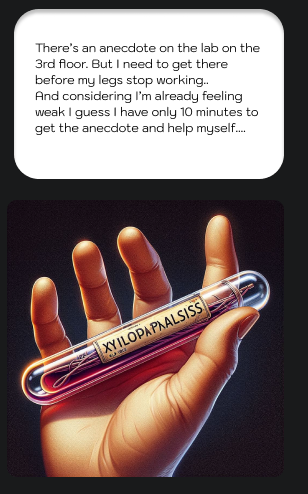 There's an anecdote on the lab on the
3rd floor. But I need to get there
before my legs stop working..
And considering I'm already feeling
weak I guess I have only 10 minutes to
get the anecdote and help myself....